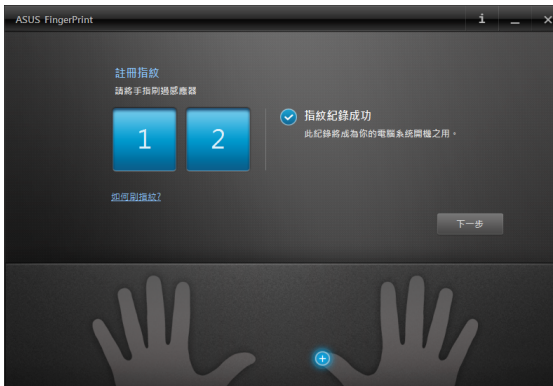 ASUS FingerPrint
註冊指紋
請將手指刷過感應器
1 2
指紋紀錄成功
此紀錄將成為你的電腦系統開機之用。
如何刷指紋?
下一步